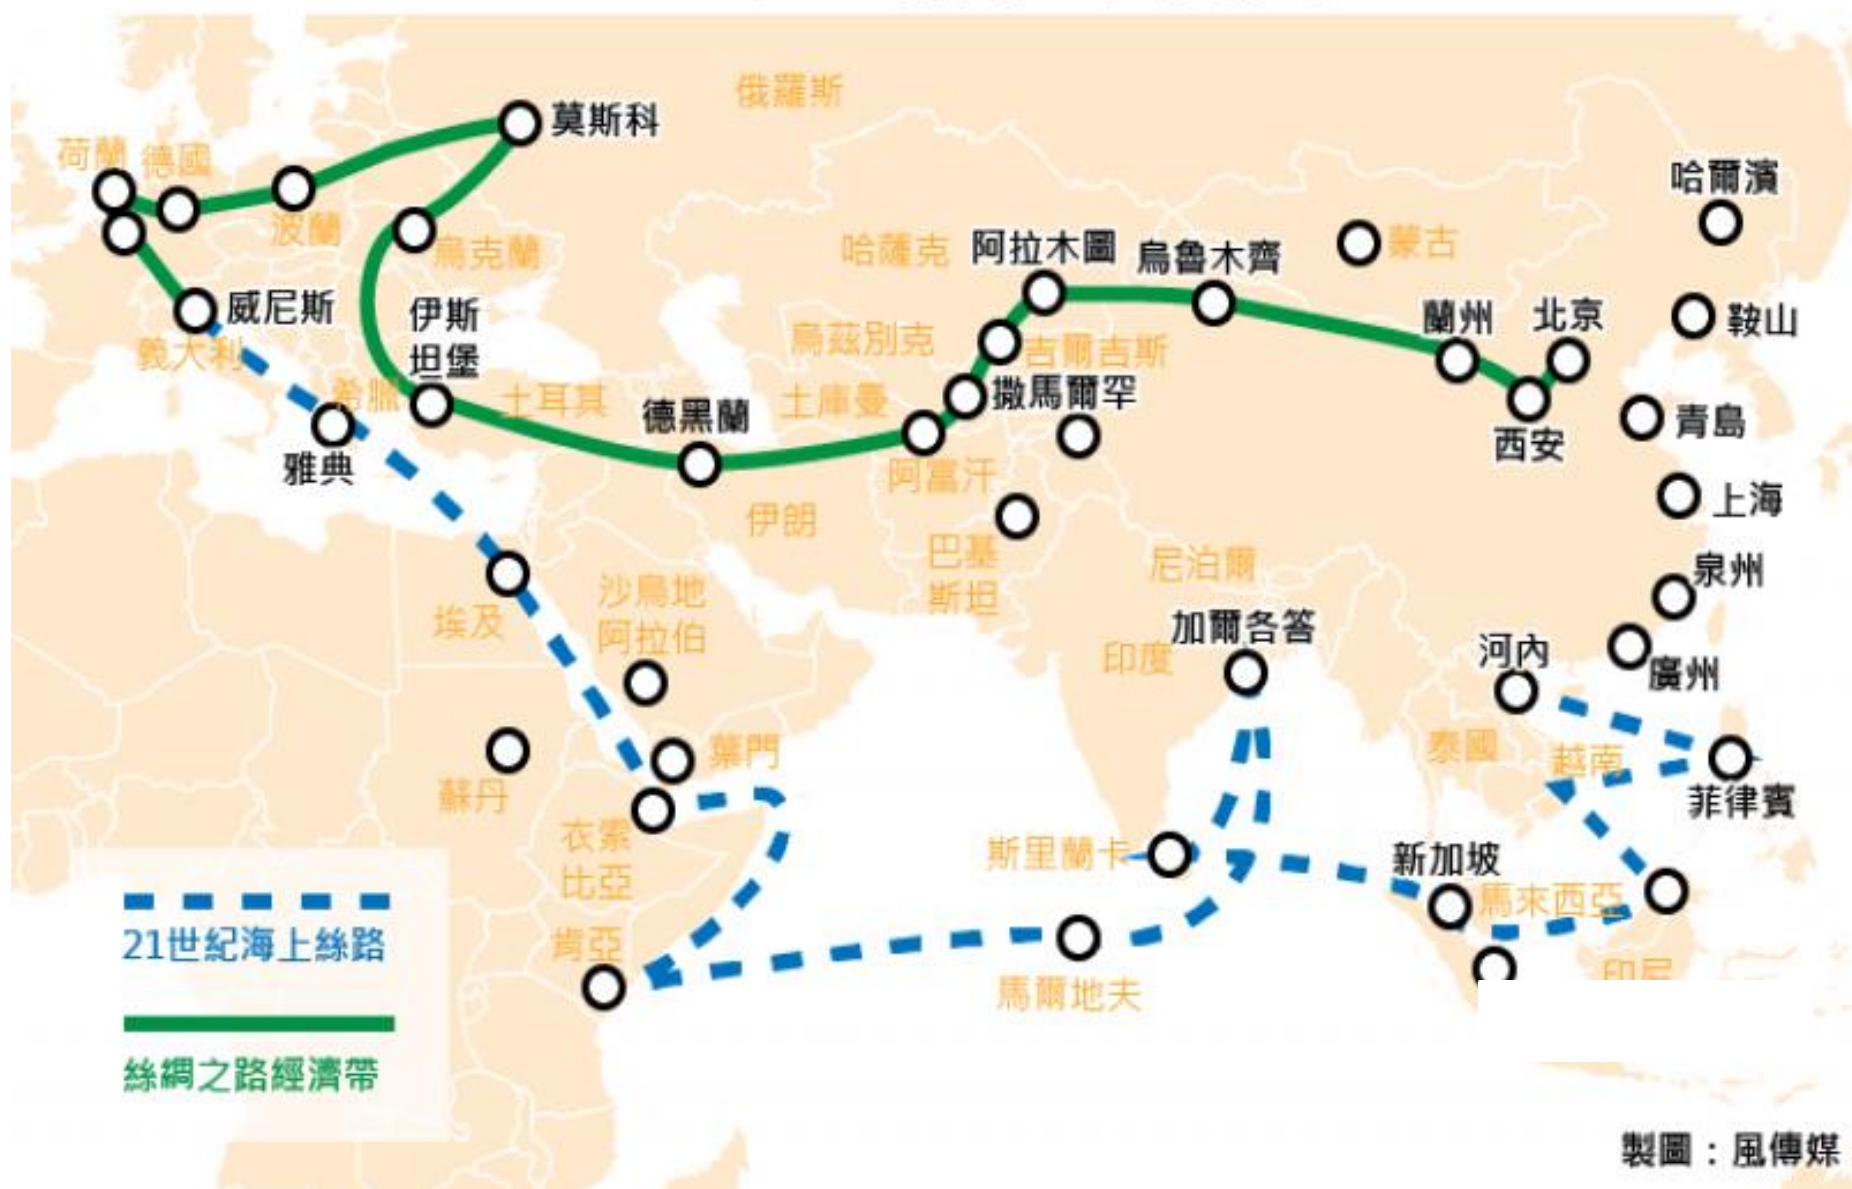 俄羅斯
莫斯科
荷蘭
德國
波蘭
烏克蘭
哈薩克
阿拉木圖
烏魯木齊
蒙古
哈爾濱
威尼斯
義大利
伊斯
坦堡
烏茲別克
吉爾吉斯
蘭州
北京
鞍山
希臘
土耳其
德黑蘭
土庫曼
撒馬爾罕
西安
青島
雅典
阿富汗
伊朗
上海
巴基
斯坦
尼泊爾
泉州
沙烏地
阿拉伯
埃及
印度
加爾各答
河內
廣州
葉門
泰國
越南
蘇丹
菲律賓
衣索
比亞
斯里蘭卡
新加坡
馬來西亞
肯亞
馬爾地夫
印尼
21世紀海上絲路
絲綢之路經濟帶
製圖：風傳媒